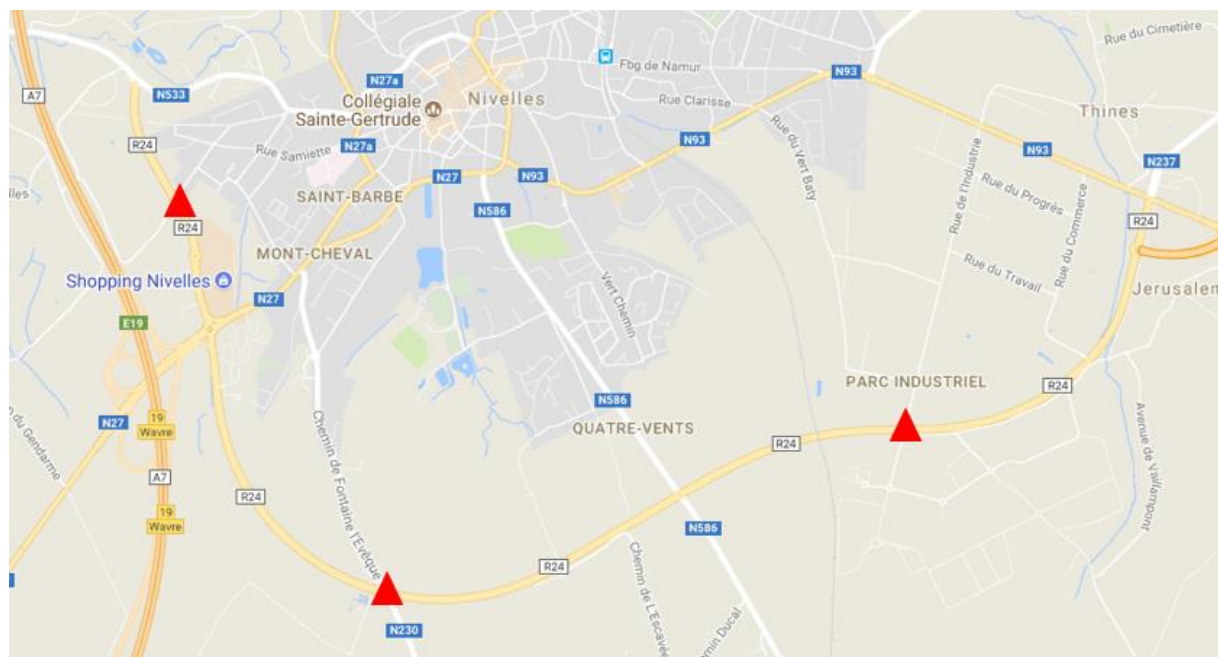 Rue du Cimetière
Fbg de Namur
N93
A7
N27a
N533
Collégiale
Sainte-Gertrude
Nivelles
Rue Clarisse
Thines
R24
N27a
Rue Samiette
N93
Rue du Vert Baty
Rue de l'Industrie
N93
N237
N27
N93
Rue du Progrès
SAINT-BARBE
N586
Rue du Commerce
R24
R24
MONT-CHEVAL
Rue du Travail
Shopping Nivelles
N27
Vert Chemin
Jerusalem
E19
PARC INDUSTRIEL
R24
N586
19
Wavre
N27
QUATRE-VENTS
Avenue de Vaillampont
du Gendarme
Chemin de Fontaine l'Evêque
R24
A7
R24
19
Wavre
N586
R24
Chemin de L'Escavée
N230
emin Ducal